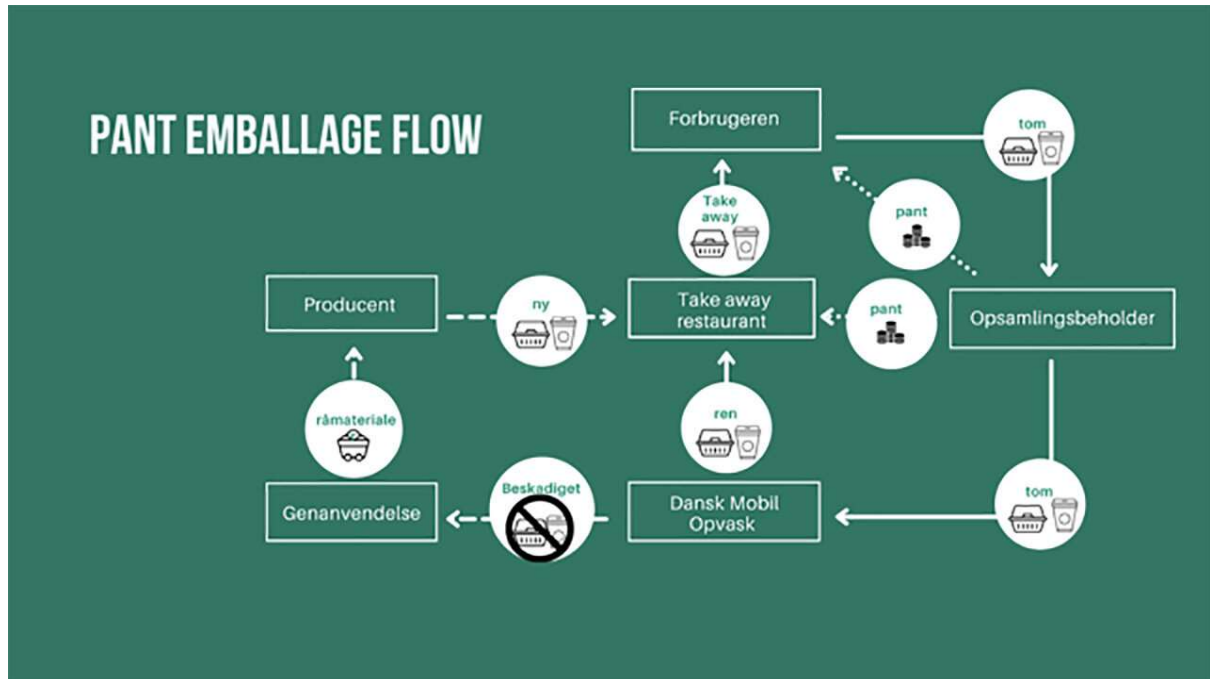 PANT EMBALLAGE FLOW
Forbrugeren
tom
Take
away
pant
Producent
ny
Take away
restaurant
pant
Opsamlingsbeholder
råmateriale
ren
Genanvendelse
Beskadiget
Dansk Mobil
Opvask
tom